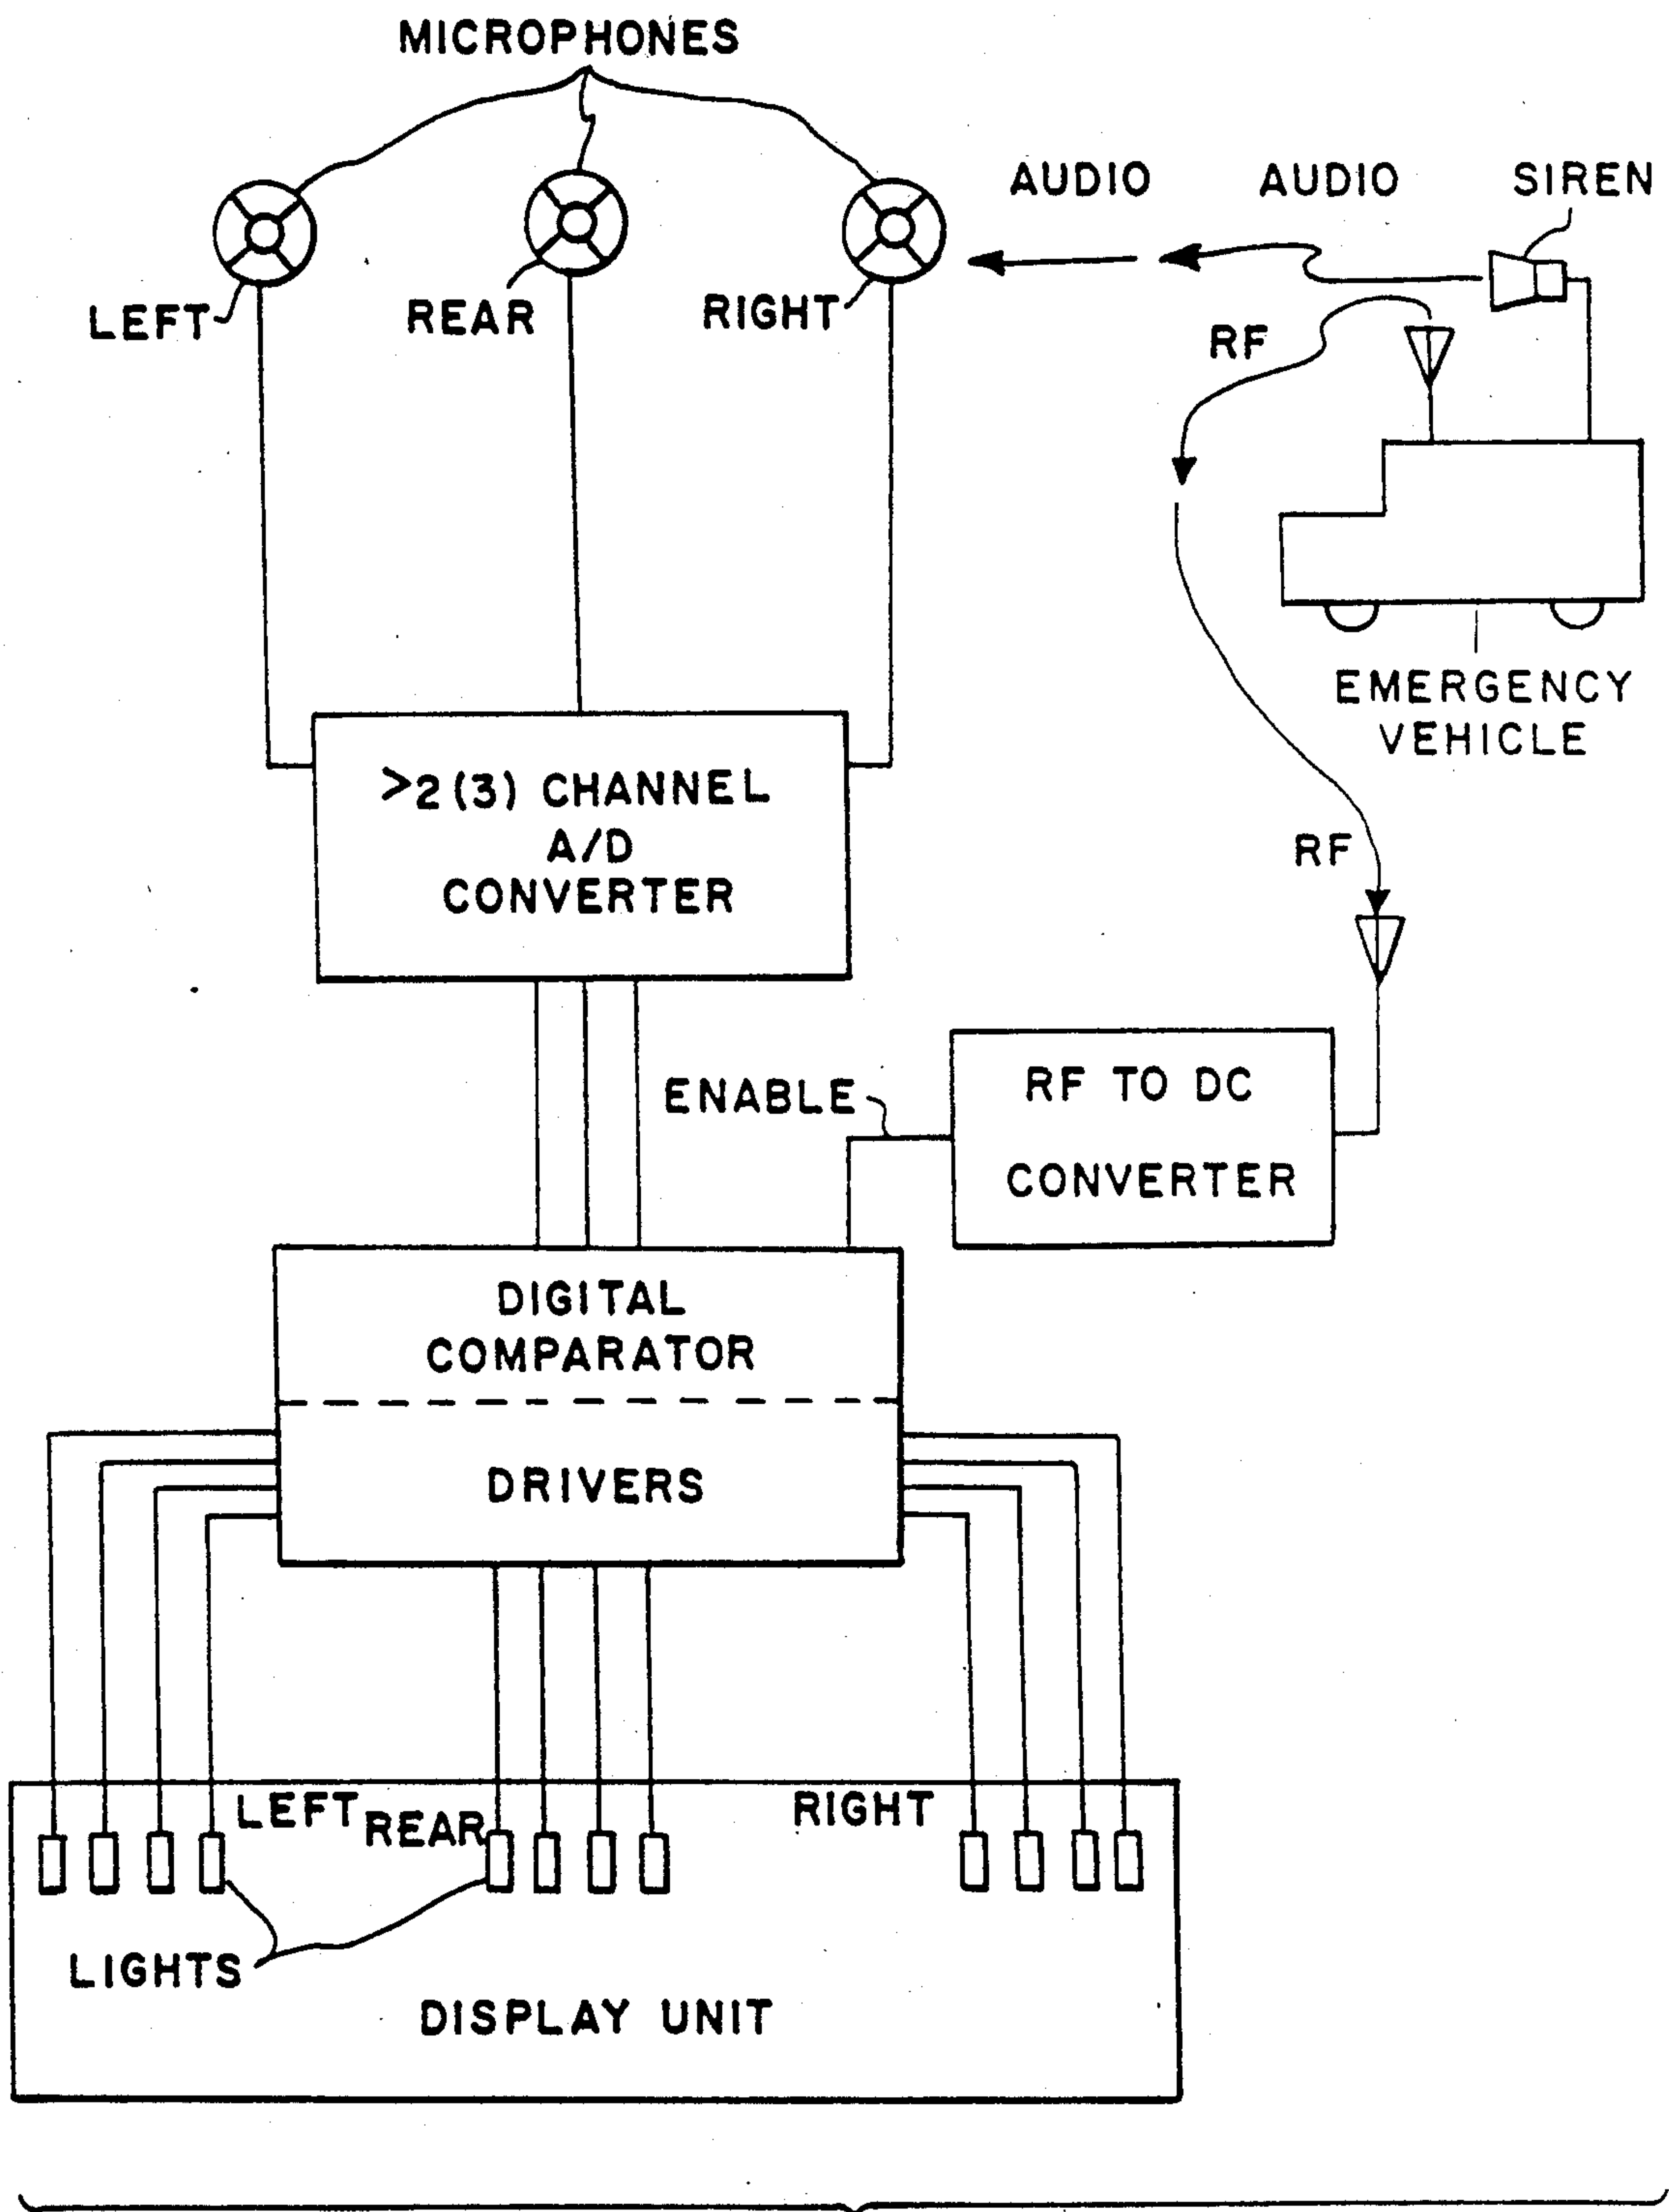 MICROPHONES
AUDIO
AUDIO
SIREN
LEFT
REAR
RIGHT
RF
EMERGENCY
VEHICLE
>2(3) CHANNEL
A/D
CONVERTER
RF
ENABLE
RF TO DC
CONVERTER
DIGITAL
COMPARATOR
DRIVERS
LEFT
REAR
RIGHT
LIGHTS
DISPLAY UNIT